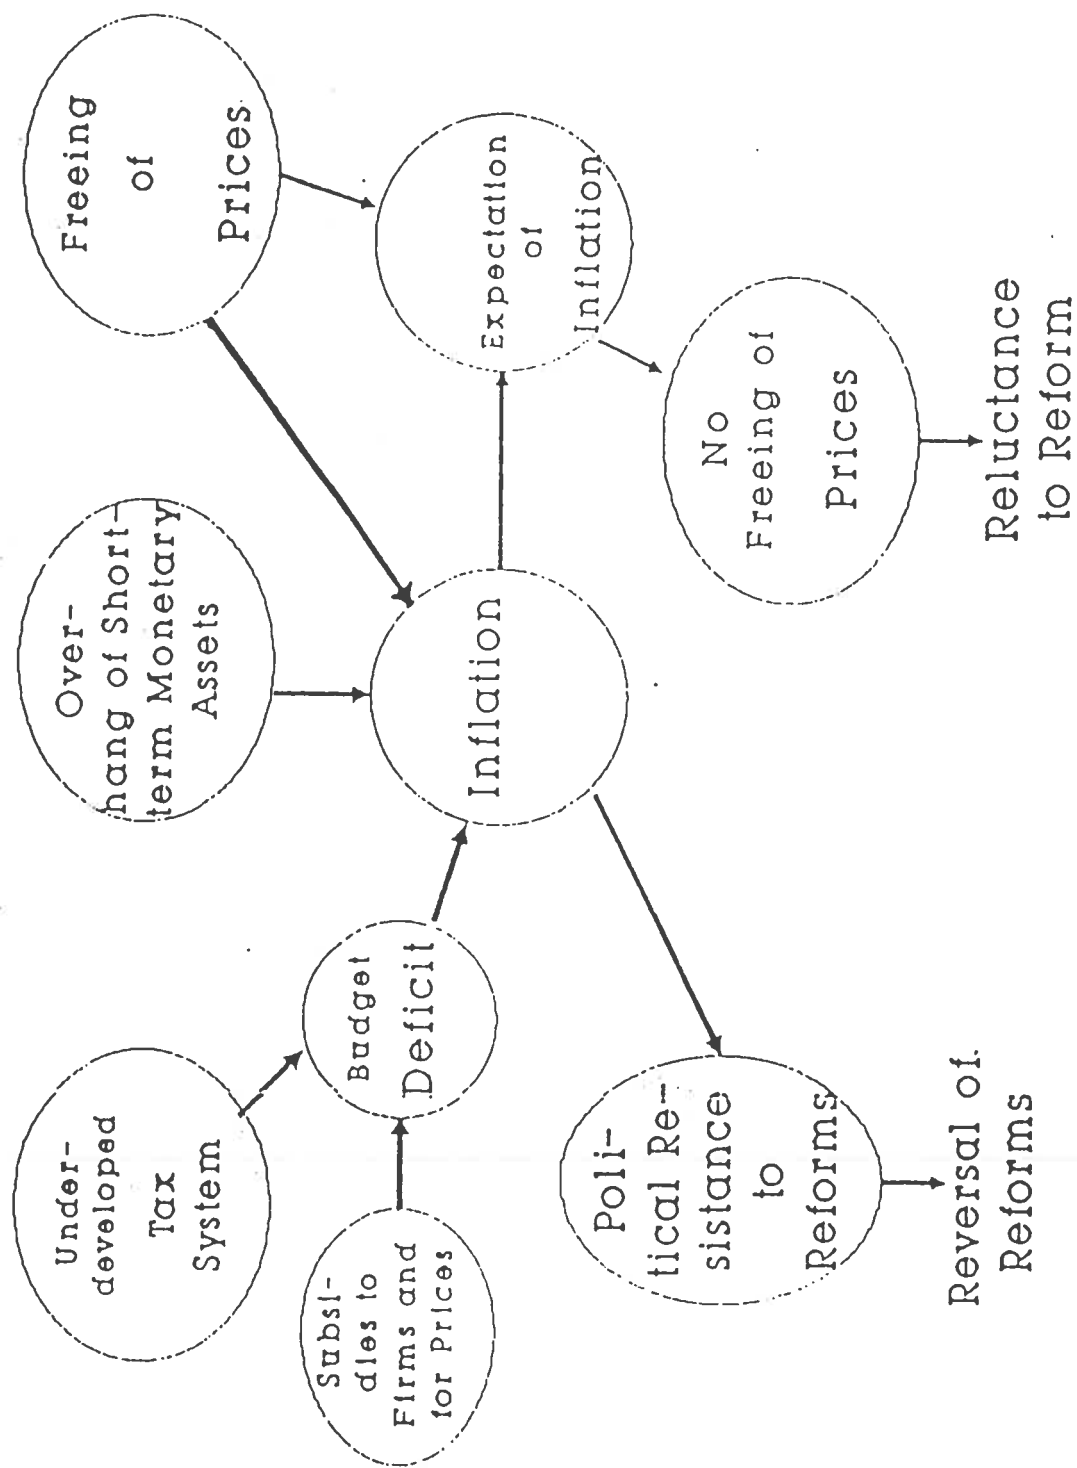 Under-
developed
Tax
System
Over-
hang of Short-
term Monetary
Assets
Freeing
of
Prices
Subsi-
dies to
Firms and
for Prices
Budget
Deficit
Inflation
Expectation
of
Inflation
Poli-
tical Re-
sistance
to
Reforms
No
Freeing of
Prices
Reversal of
Reforms
Reluctance
to Reform